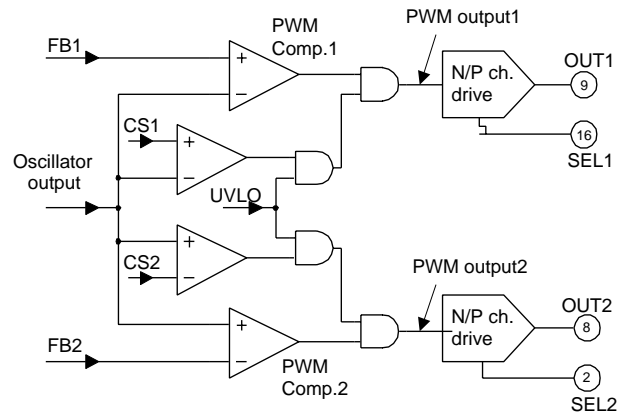 PWM
Comp.1
PWM output1
FB1
+
−
N/P ch.
drive
OUT1
9
16
SEL1
CS1
+
−
Oscillator
output
UVLO
+
−
CS2
PWM output2
+
−
FB2
PWM
Comp.2
N/P ch.
drive
OUT2
8
2
SEL2